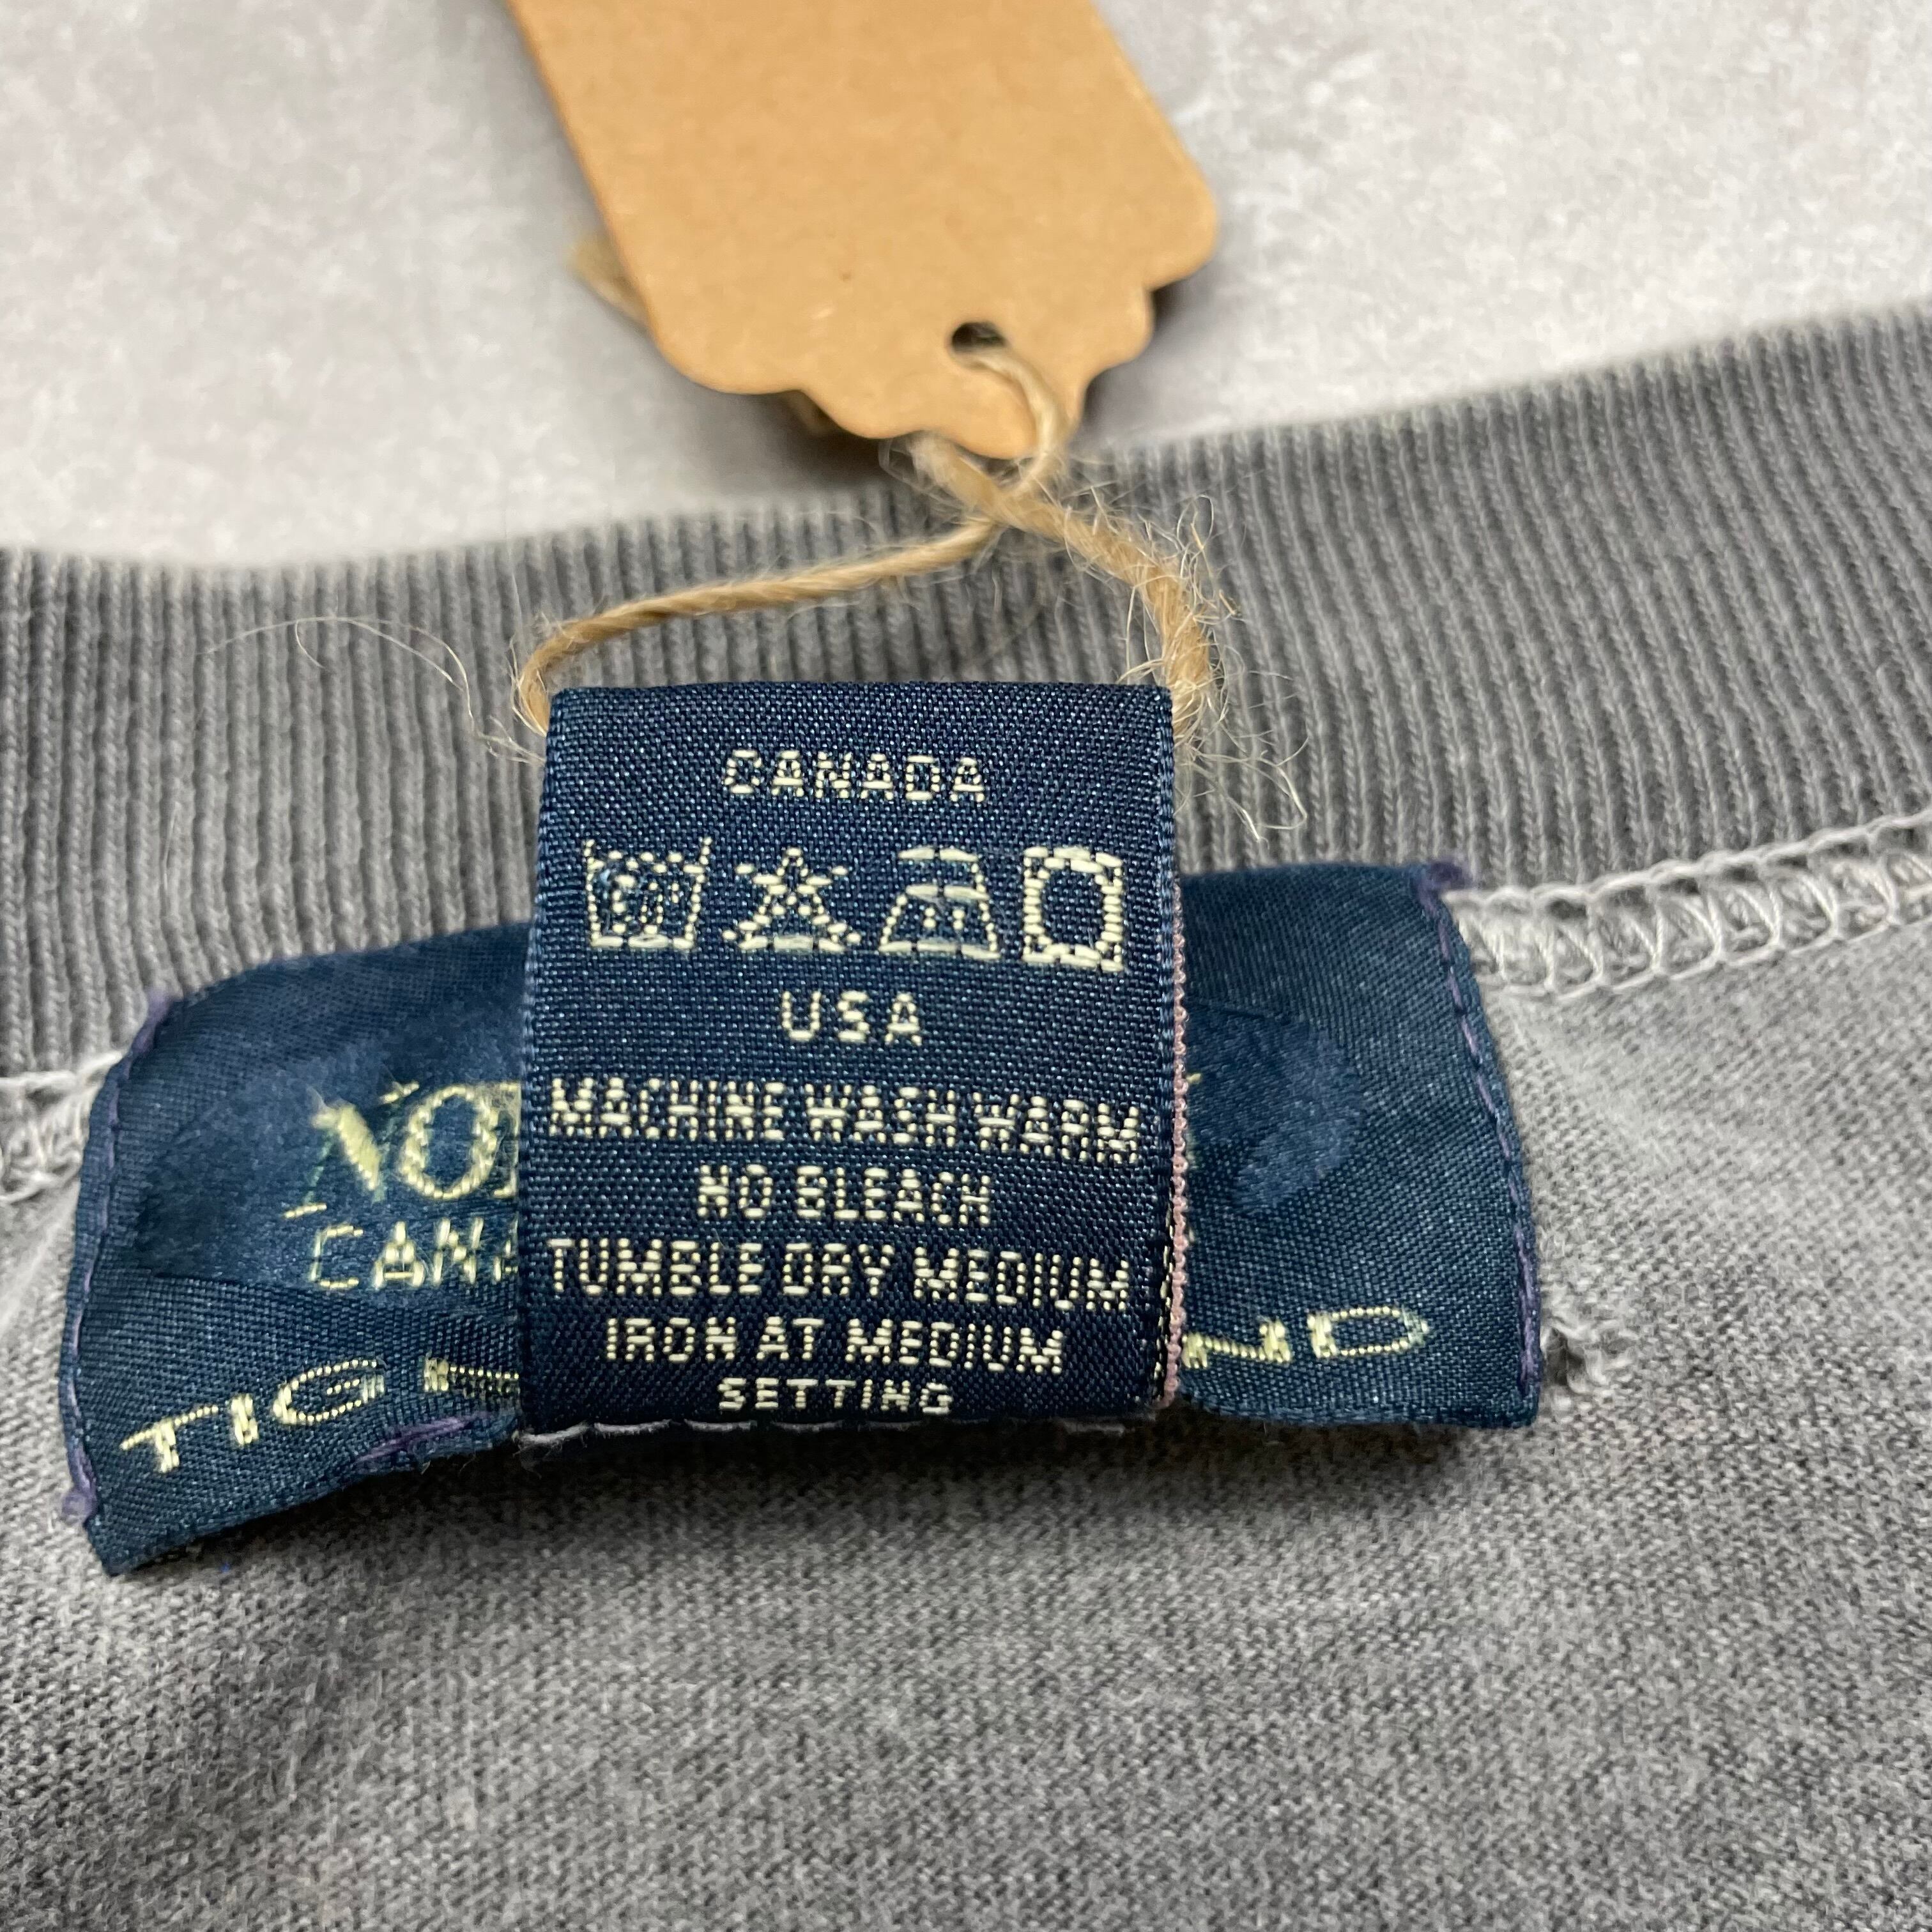 CANADA
USA
MACHINE WASH WARM
NO BLEACH
TUMBLE DRY MEDIUM
IRON AT MEDIUM
SETTING